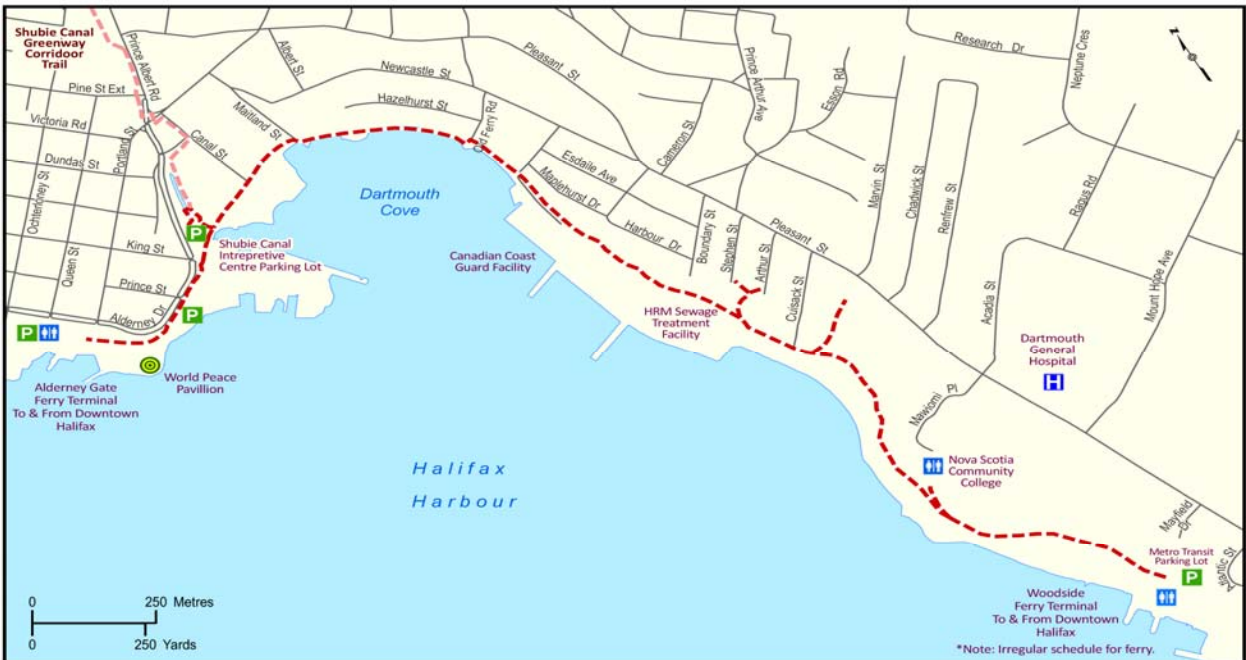 Shubie Canal
Greenway
Corridoor
Trail
Prince Albert Rd
Pine St Ext
Victoria Rd
Portland St
Dundas St
Ochterloney St
Canal St
Maitland St
Albert St
Newcastle St
Hazelhurst St
Pleasant St
Old Ferry Rd
Prince Arthur
Ave
Esson Rd
Research Dr
Neptune Cres
Cameron St
Esdaile Ave
Maplehurst Dr
Harbour Dr
Boundary St
Stephen St
Arthur St
Pleasant St
Cuisack St
Marvin St
Chadwick St
Renfrew St
Ragus Rd
Acadia St
Mount Hope Ave
King St
Queen St
Prince St
Alderney Dr
P
Shubie Canal
Intrepretive
Centre Parking Lot
P
P
World Peace
Pavillion
Alderney Gate
Ferry Terminal
To & From Downtown
Halifax
Dartmouth
Cove
Canadian Coast
Guard Facility
HRM Sewage
Treatment
Facility
Dartmouth
General
Hospital
H
Mawiomi Pl
Nova Scotia
Community
College
Halifax
Harbour
Mayfield
Dr
Atlantic St
Metro Transit
Parking Lot
P
Woodside
Ferry Terminal
To & From Downtown
Halifax
*Note: Irregular schedule for ferry.
0 250 Metres
0 250 Yards